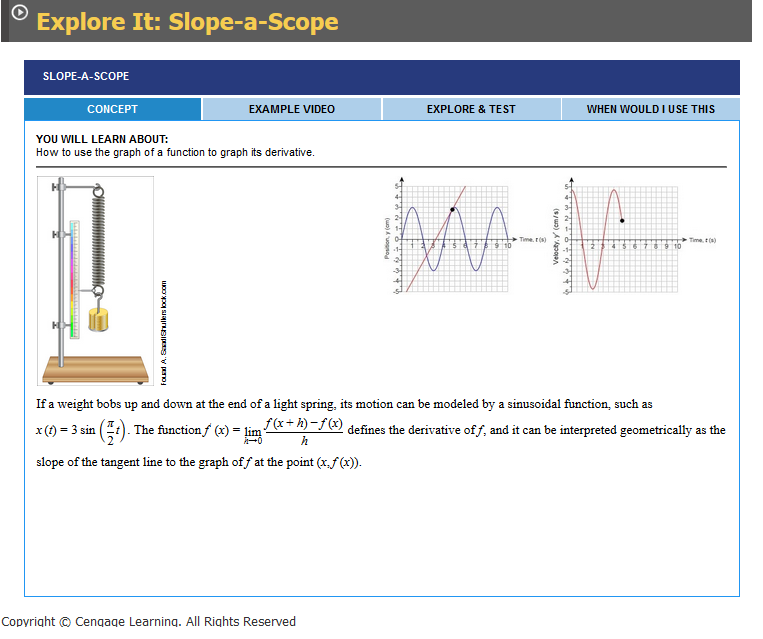 Explore It: Slope-a-Scope
SLOPE-A-SCOPE
CONCEPT EXAMPLE VIDEO EXPLORE & TEST WHEN WOULD I USE THIS
YOU WILL LEARN ABOUT:
How to use the graph of a function to graph its derivative.
H
H
H
Fouad A. Saad/Shutterstock.com
Position, y (cm)
5
4
3
2
1
0
-1
-2
-3
-4
-5
1 2 3 4 5 6 7 8 9 10
Time, t (s)
Velocity, y′ (cm/s)
5
4
3
2
1
0
-1
-2
-3
-4
-5
1 2 3 4 5 6 7 8 9 10
Time, t (s)
If a weight bobs up and down at the end of a light spring, its motion can be modeled by a sinusoidal function, such as
x (t) = 3 sin (π/2 t). The function f′ (x) = lim h→0 f (x + h) − f (x) / h defines the derivative of f, and it can be interpreted geometrically as the
slope of the tangent line to the graph of f at the point (x, f (x)).
Copyright © Cengage Learning. All Rights Reserved